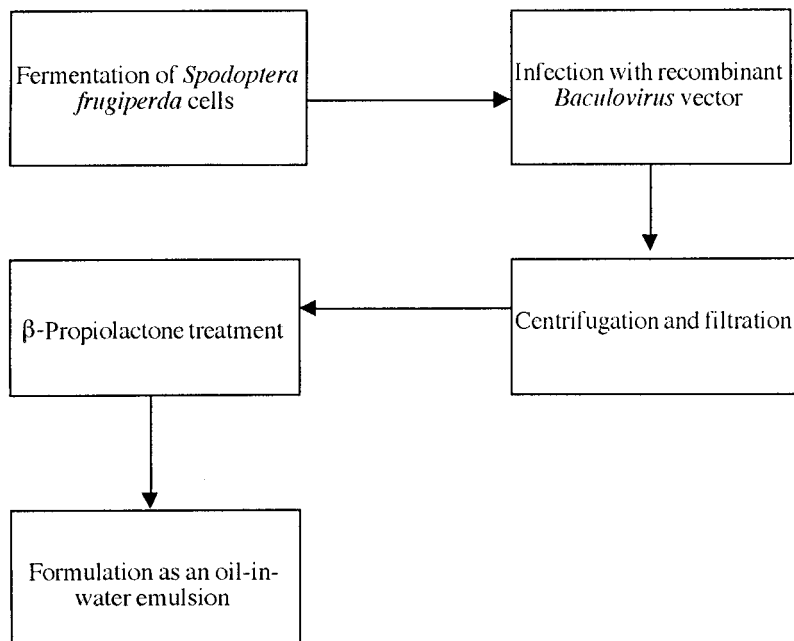 Fermentation of Spodoptera
frugiperda cells
Infection with recombinant
Baculovirus vector
Centrifugation and filtration
β-Propiolactone treatment
Formulation as an oil-in-
water emulsion